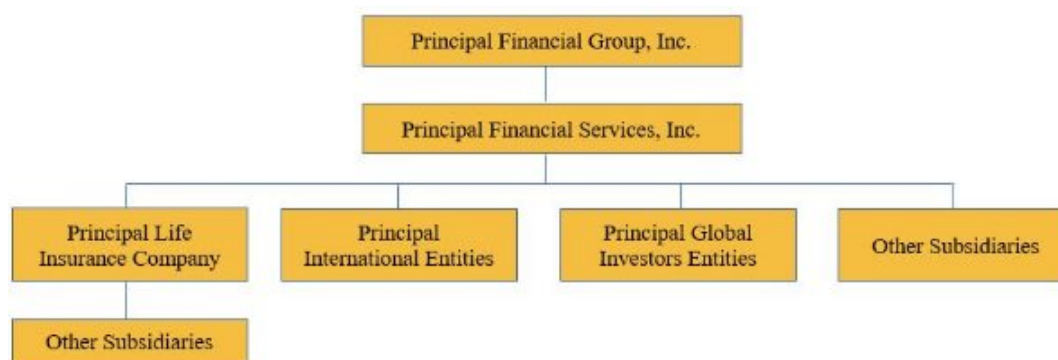 Principal Financial Group, Inc.
Principal Financial Services, Inc.
Principal Life
Insurance Company
Principal
International Entities
Principal Global
Investors Entities
Other Subsidiaries
Other Subsidiaries